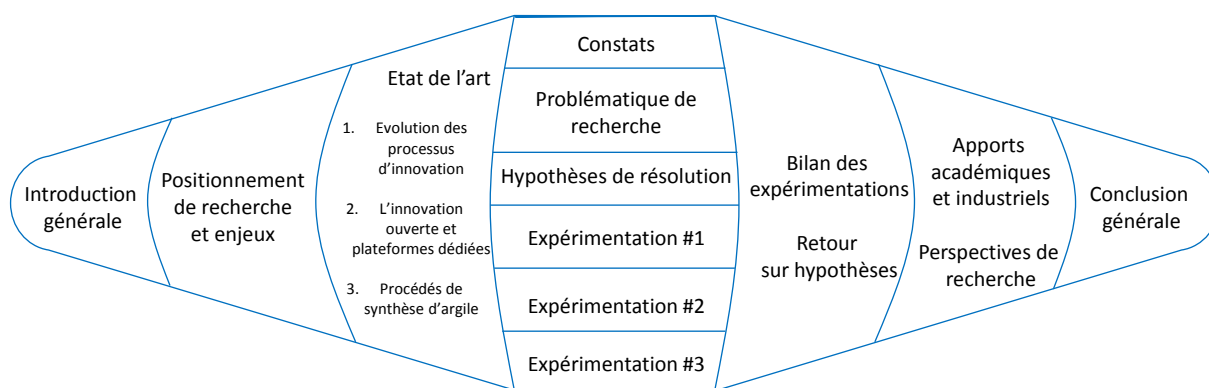 Introduction
générale
Positionnement
de recherche
et enjeux
Etat de l'art
1. Evolution des
processus
d'innovation
2. L'innovation
ouverte et
plateformes dédiées
3. Procédés de
synthèse d'argile
Constats
Problématique de
recherche
Hypothèses de résolution
Expérimentation #1
Expérimentation #2
Expérimentation #3
Bilan des
expérimentations
Retour
sur hypothèses
Apports
académiques
et industriels
Perspectives de
recherche
Conclusion
générale